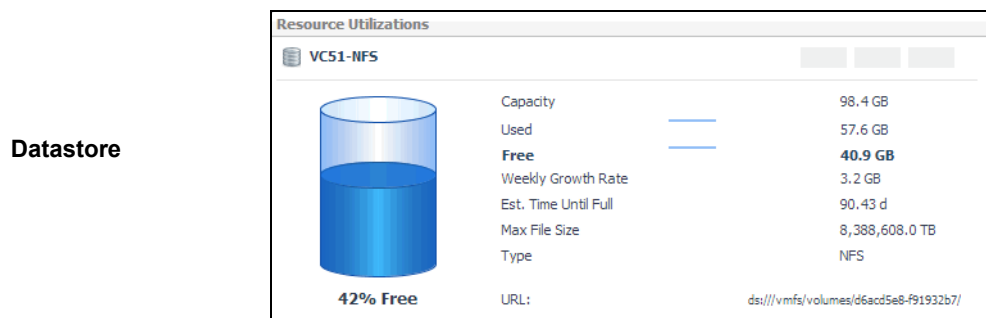 Resource Utilizations
VC51-NFS
Datastore
Capacity 98.4 GB
Used 57.6 GB
Free 40.9 GB
Weekly Growth Rate 3.2 GB
Est. Time Until Full 90.43 d
Max File Size 8,388,608.0 TB
Type NFS
42% Free
URL: ds:///vmfs/volumes/d6acd5e8-f91932b7/